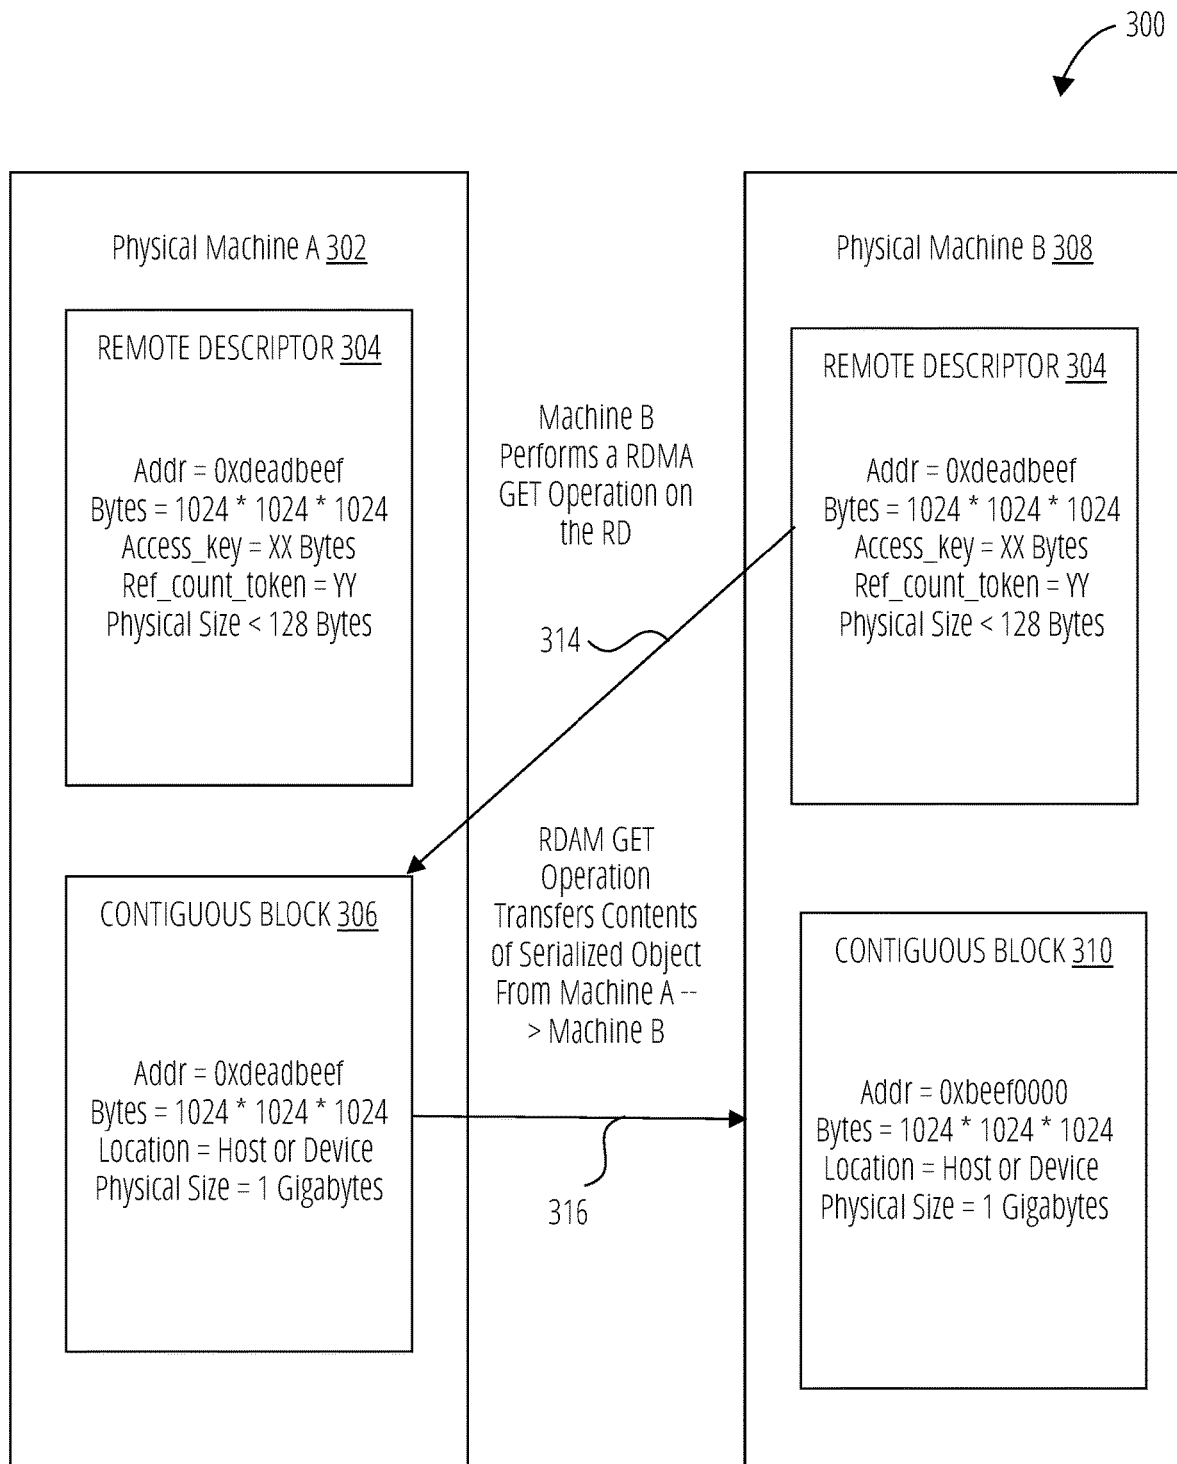 300
Physical Machine A 302
REMOTE DESCRIPTOR 304
Addr = 0xdeadbeef
Bytes = 1024 * 1024 * 1024
Access_key = XX Bytes
Ref_count_token = YY
Physical Size < 128 Bytes
CONTIGUOUS BLOCK 306
Addr = 0xdeadbeef
Bytes = 1024 * 1024 * 1024
Location = Host or Device
Physical Size = 1 Gigabytes
Machine B
Performs a RDMA
GET Operation on
the RD
314
RDAM GET
Operation
Transfers Contents
of Serialized Object
From Machine A --
> Machine B
316
Physical Machine B 308
REMOTE DESCRIPTOR 304
Addr = 0xdeadbeef
Bytes = 1024 * 1024 * 1024
Access_key = XX Bytes
Ref_count_token = YY
Physical Size < 128 Bytes
CONTIGUOUS BLOCK 310
Addr = 0xbeef0000
Bytes = 1024 * 1024 * 1024
Location = Host or Device
Physical Size = 1 Gigabytes